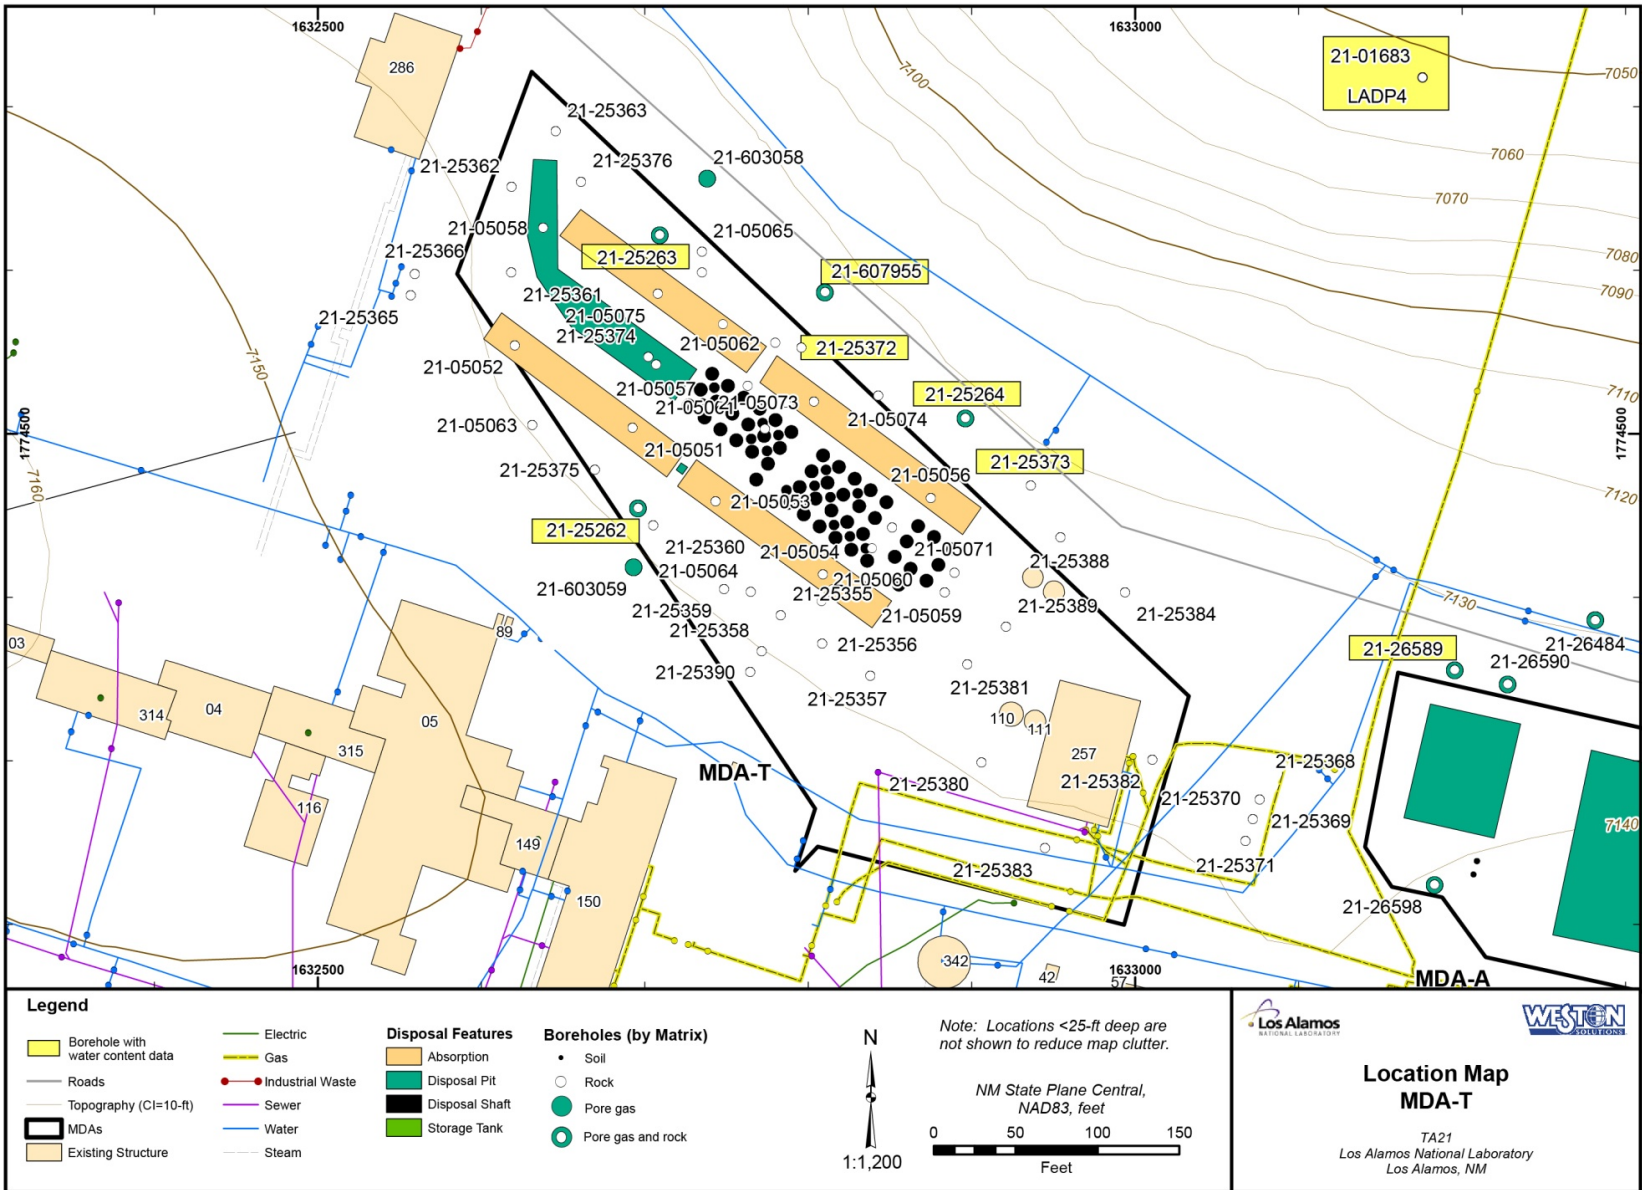 1632500
1633000
286
7100
21-01683
LADP4
7050
21-25363
21-25362
21-25376
21-603058
7060
7070
21-05058
21-05065
21-25366
21-25263
21-607955
7080
7090
21-25361
21-05075
21-25365
21-25374
21-05062
21-25372
7150
21-05052
21-05057
21-25264
7110
21-05073
21-05074
21-05063
1774500
1774500
21-05051
21-25373
21-25375
21-05056
7160
21-05053
7120
21-25262
21-25360
21-05054
21-05071
21-25388
21-05064
21-05060
21-603059
21-25355
21-05059
21-25389
7130
21-25359
21-25384
89
21-25358
03
21-25356
21-26589
21-26484
21-25390
21-26590
21-25357
21-25381
314
04
05
110
111
315
257
21-25368
MDA-T
21-25380
21-25382
21-25370
116
21-25369
7140
149
21-25371
21-25383
150
21-26598
342
42
57
MDA-A
1632500
1633000
Legend
Borehole with
water content data
Roads
Topography (CI=10-ft)
MDAs
Existing Structure
Electric
Gas
Industrial Waste
Sewer
Water
Steam
Disposal Features
Absorption
Disposal Pit
Disposal Shaft
Storage Tank
Boreholes (by Matrix)
Soil
Rock
Pore gas
Pore gas and rock
N
1:1,200
Note: Locations <25-ft deep are
not shown to reduce map clutter.
NM State Plane Central,
NAD83, feet
0 50 100 150
Feet
Los Alamos
NATIONAL LABORATORY
WESTON
SOLUTIONS
Location Map
MDA-T
TA21
Los Alamos National Laboratory
Los Alamos, NM